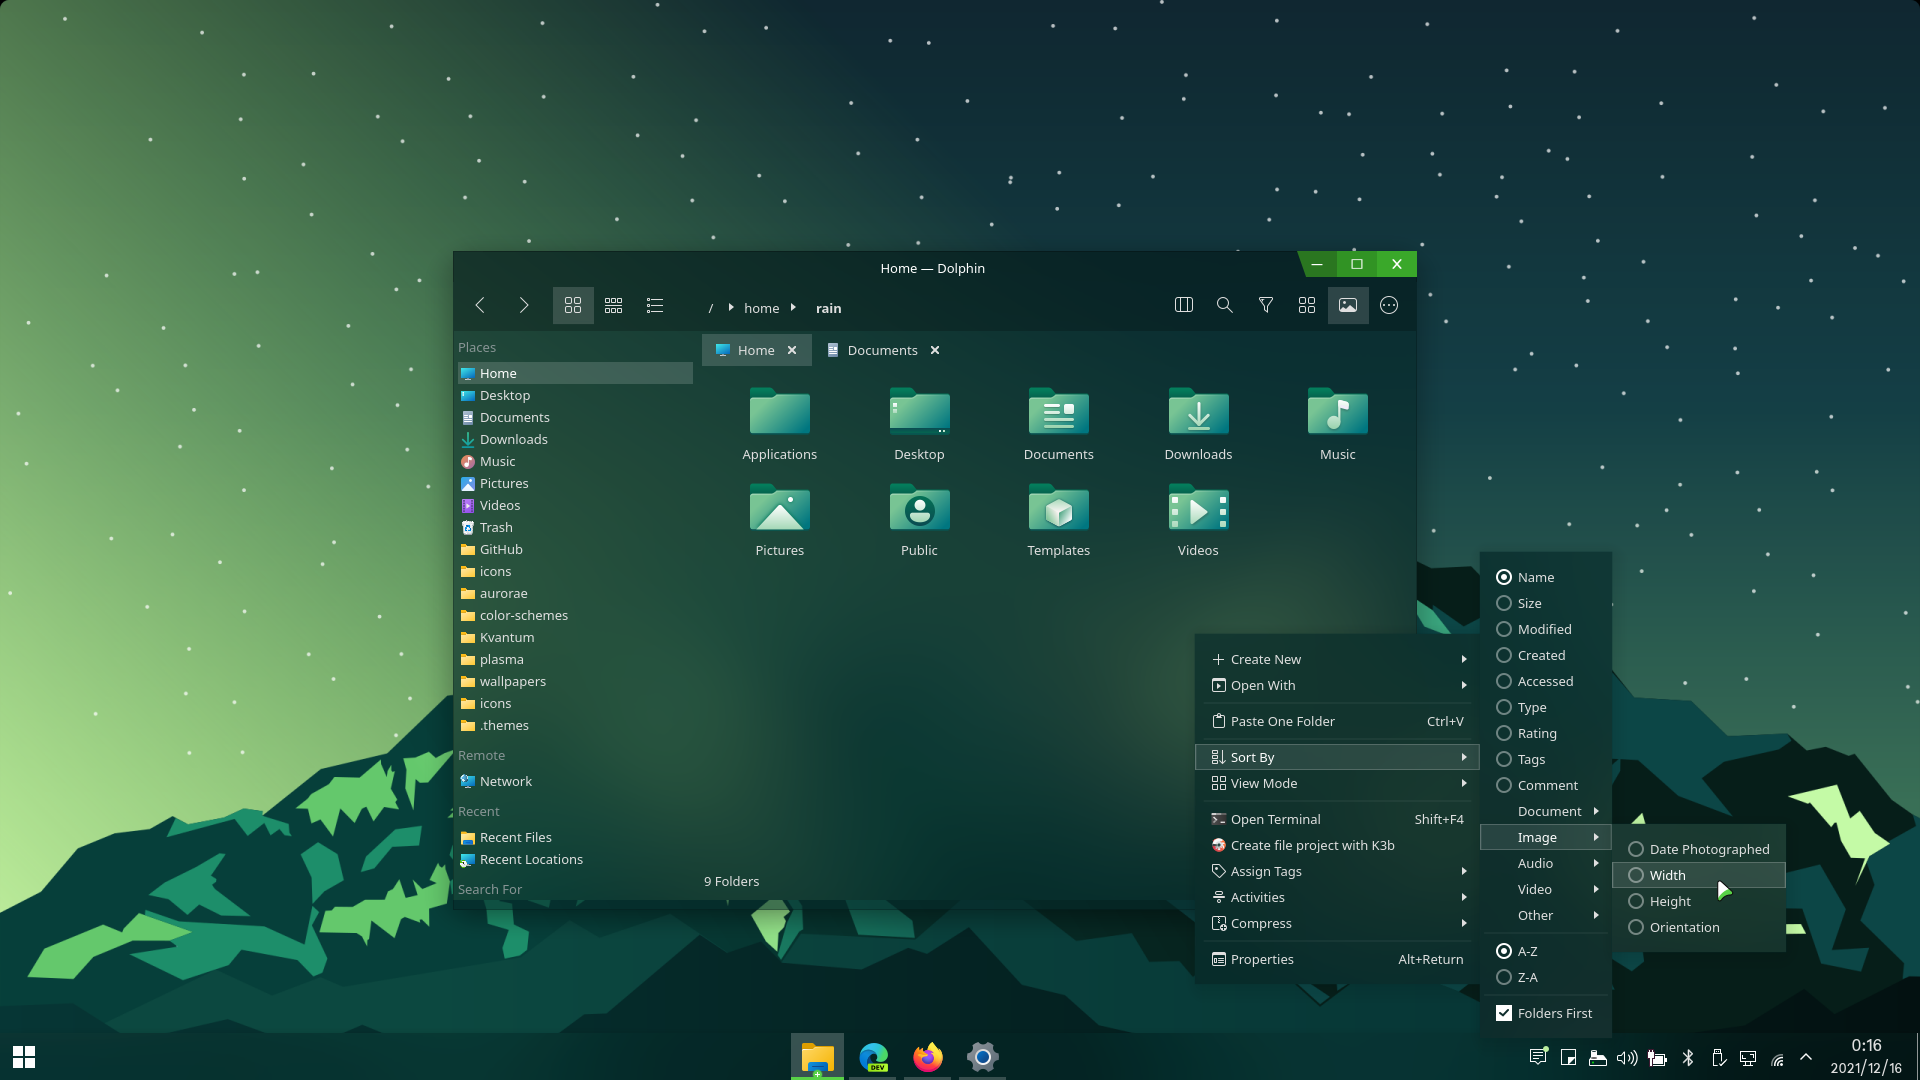 Home — Dolphin
/ home rain
Places
Home
Desktop
Documents
Downloads
Music
Pictures
Videos
Trash
GitHub
icons
aurorae
color-schemes
Kvantum
plasma
wallpapers
icons
.themes
Remote
Network
Recent
Recent Files
Recent Locations
Search For
Home Documents
Applications Desktop Documents Downloads Music
Pictures Public Templates Videos
9 Folders
Create New
Open With
Paste One Folder Ctrl+V
Sort By
View Mode
Open Terminal Shift+F4
Create file project with K3b
Assign Tags
Activities
Compress
Properties Alt+Return
Name
Size
Modified
Created
Accessed
Type
Rating
Tags
Comment
Document
Image
Audio
Video
Other
A-Z
Z-A
Folders First
Date Photographed
Width
Height
Orientation
DEV
0:16
2021/12/16